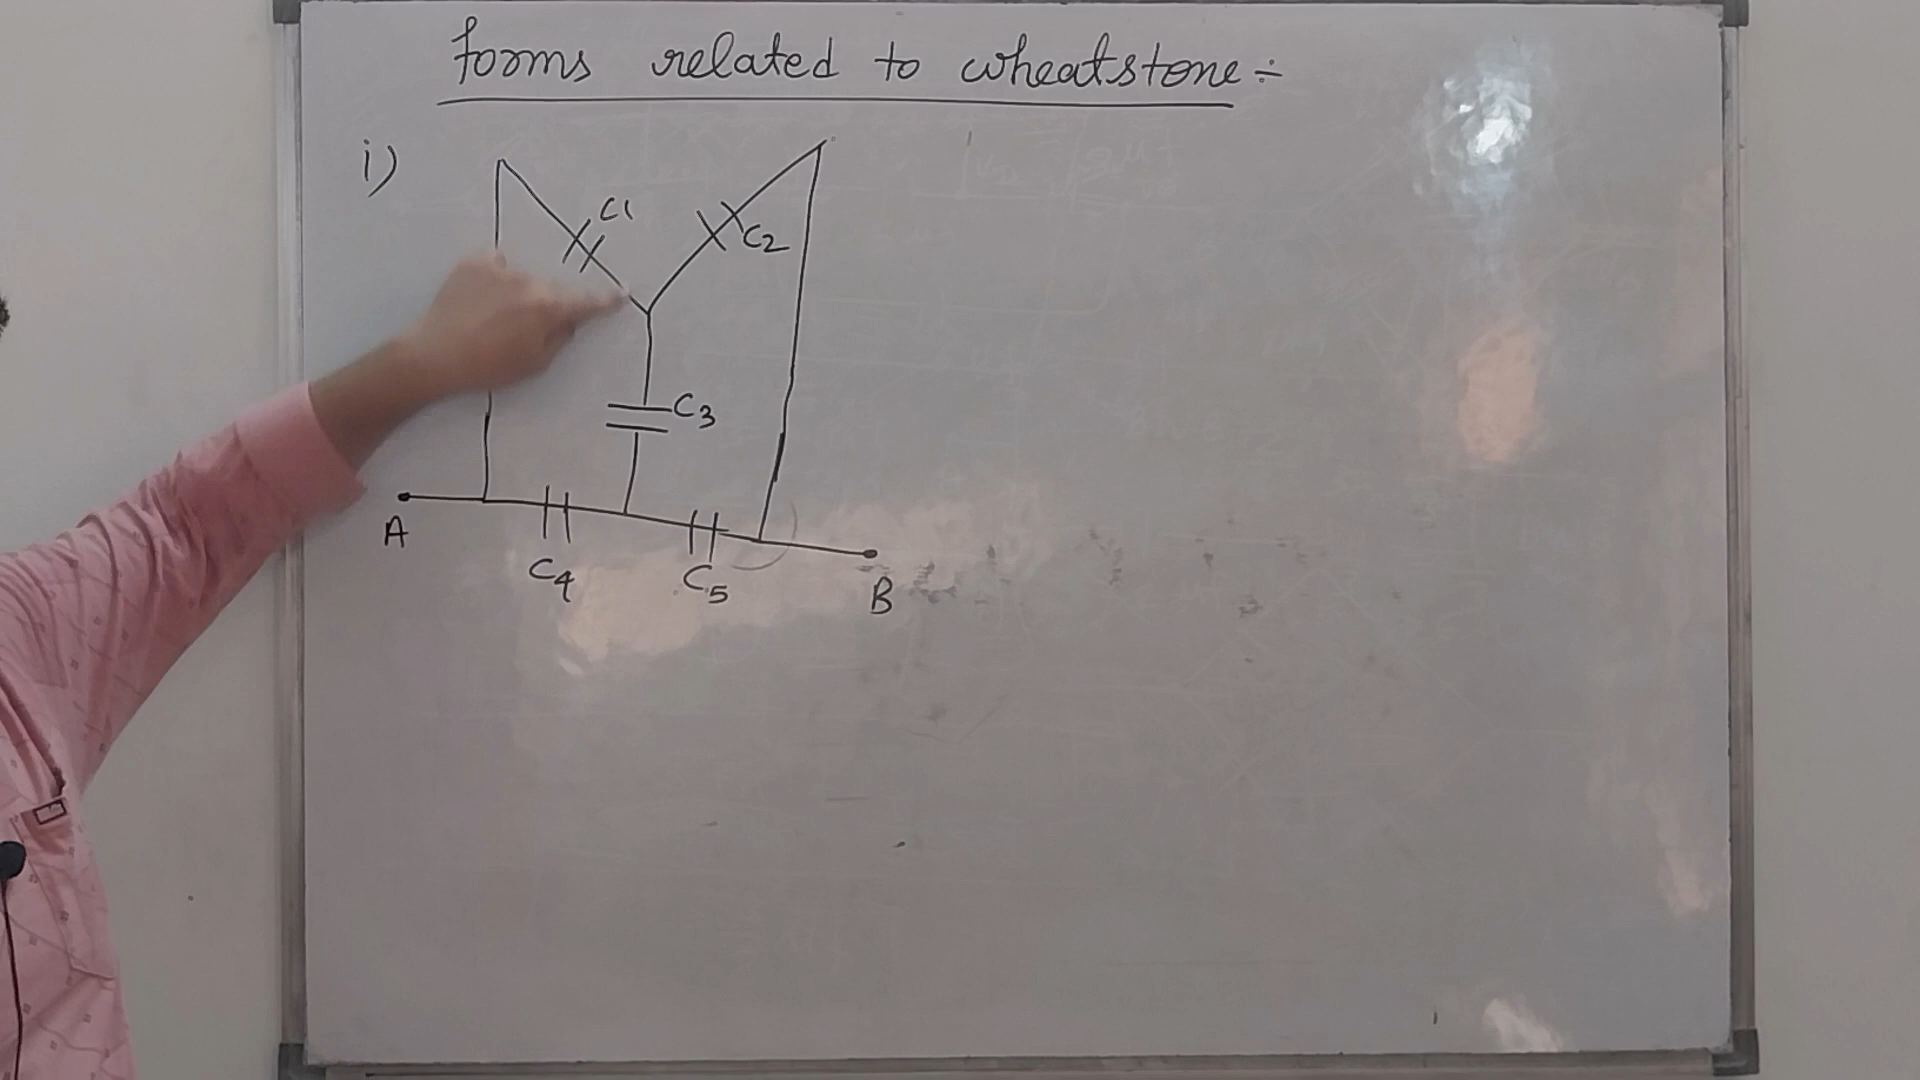 forms related to wheatstone:-
i)
C1
C2
C3
A
C4
C5
B